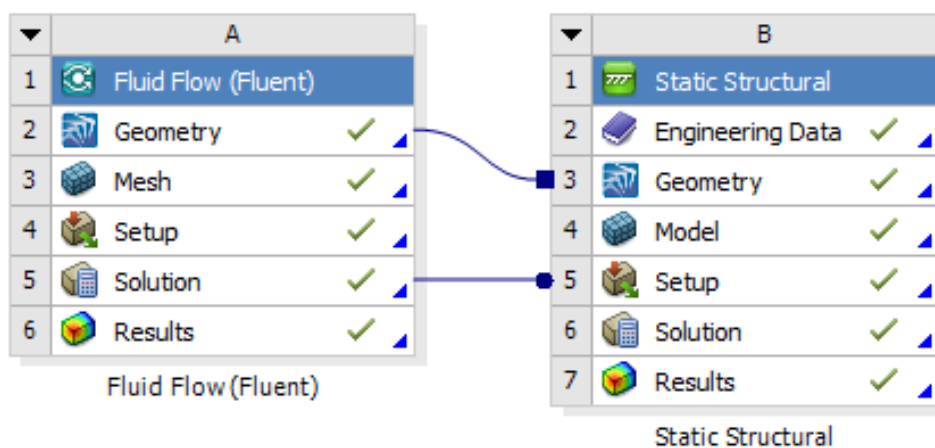 A
1 Fluid Flow (Fluent)
2 Geometry
3 Mesh
4 Setup
5 Solution
6 Results
Fluid Flow (Fluent)
B
1 Static Structural
2 Engineering Data
3 Geometry
4 Model
5 Setup
6 Solution
7 Results
Static Structural